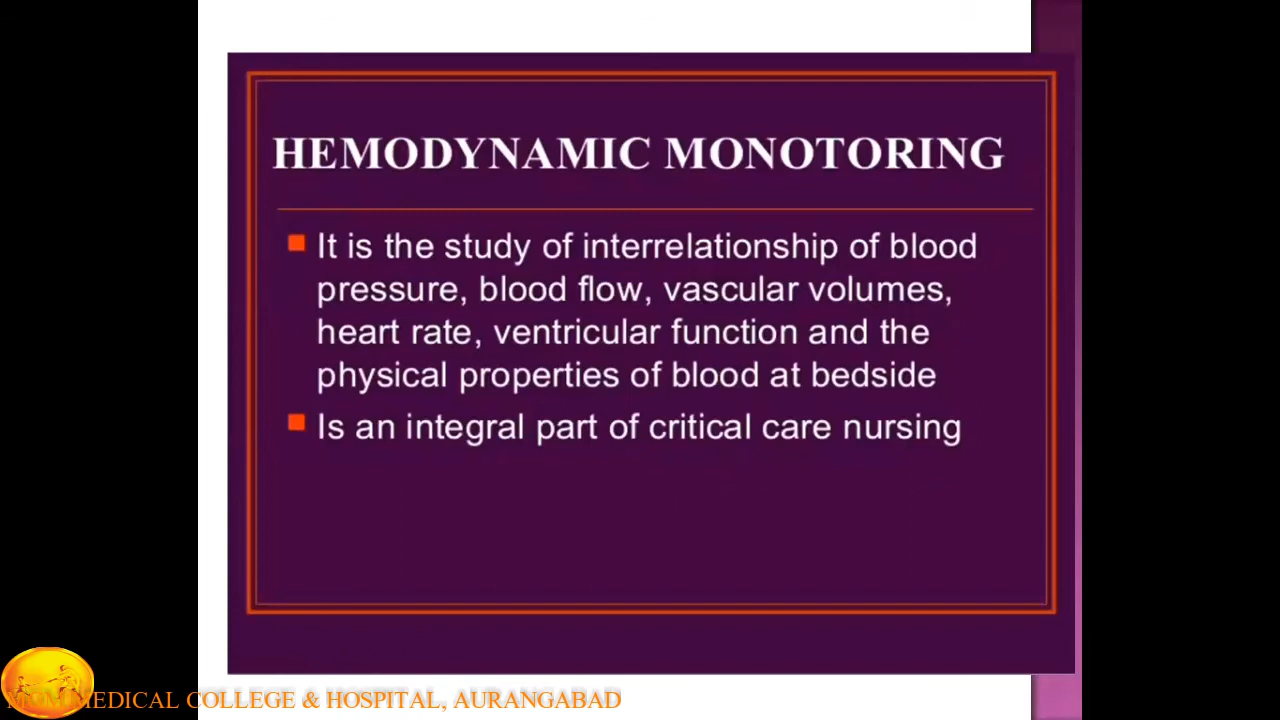 HEMODYNAMIC MONOTORING
It is the study of interrelationship of blood
pressure, blood flow, vascular volumes,
heart rate, ventricular function and the
physical properties of blood at bedside
Is an integral part of critical care nursing
MEDICAL COLLEGE & HOSPITAL, AURANGABAD